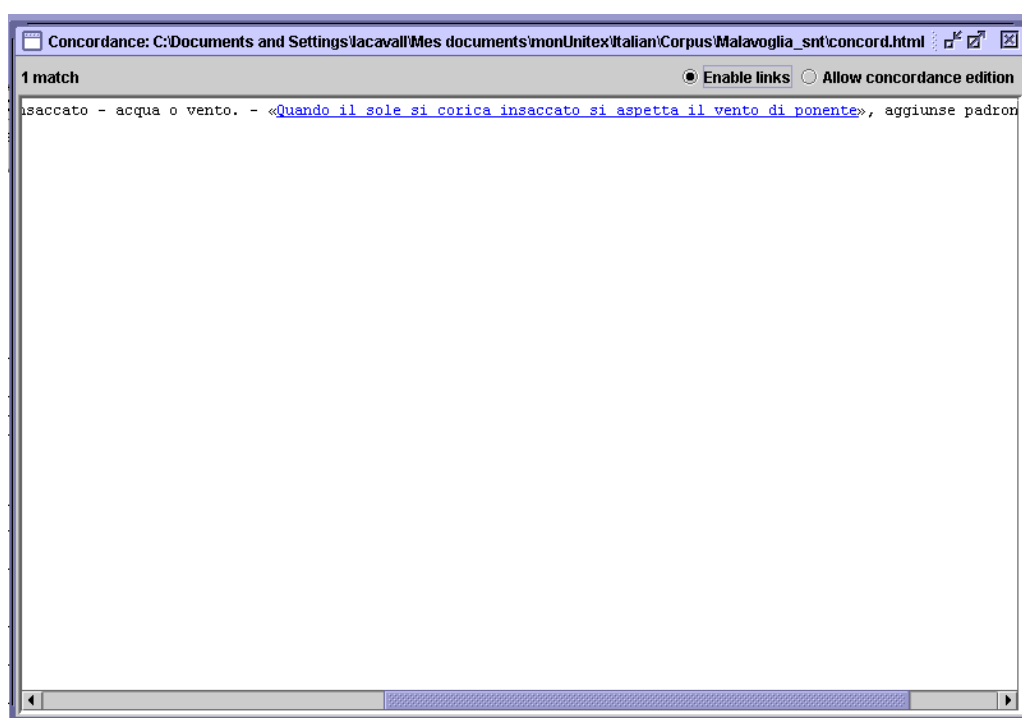 Concordance: C:\Documents and Settings\lacavall\Mes documents\monUnitex\Italian\Corpus\Malavoglia_snt\concord.html
1 match Enable links Allow concordance edition
nsaccato - acqua o vento. - «Quando il sole si corica insaccato si aspetta il vento di ponente», aggiunse padron